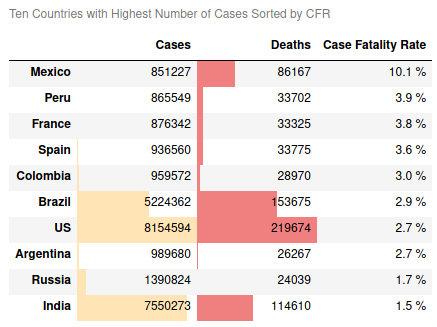 Ten Countries with Highest Number of Cases Sorted by CFR
Cases Deaths Case Fatality Rate
Mexico 851227 86167 10.1 %
Peru 865549 33702 3.9 %
France 876342 33325 3.8 %
Spain 936560 33775 3.6 %
Colombia 959572 28970 3.0 %
Brazil 5224362 153675 2.9 %
US 8154594 219674 2.7 %
Argentina 989680 26267 2.7 %
Russia 1390824 24039 1.7 %
India 7550273 114610 1.5 %